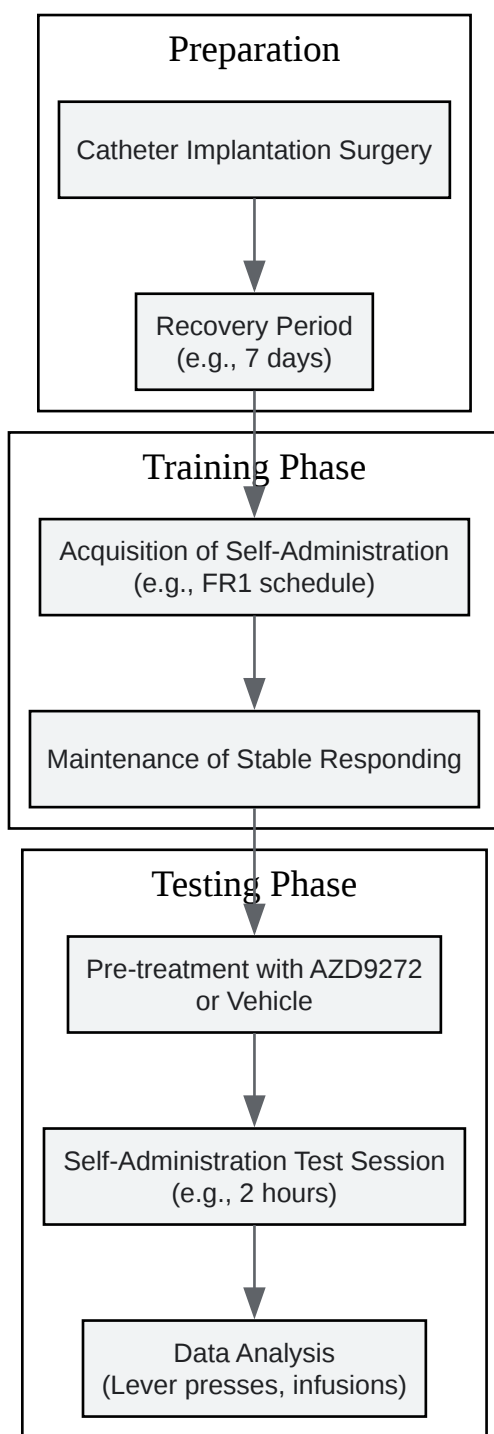 Preparation
Catheter Implantation Surgery
Recovery Period
(e.g., 7 days)
Training Phase
Acquisition of Self-Administration
(e.g., FR1 schedule)
Maintenance of Stable Responding
Testing Phase
Pre-treatment with AZD9272
or Vehicle
Self-Administration Test Session
(e.g., 2 hours)
Data Analysis
(Lever presses, infusions)